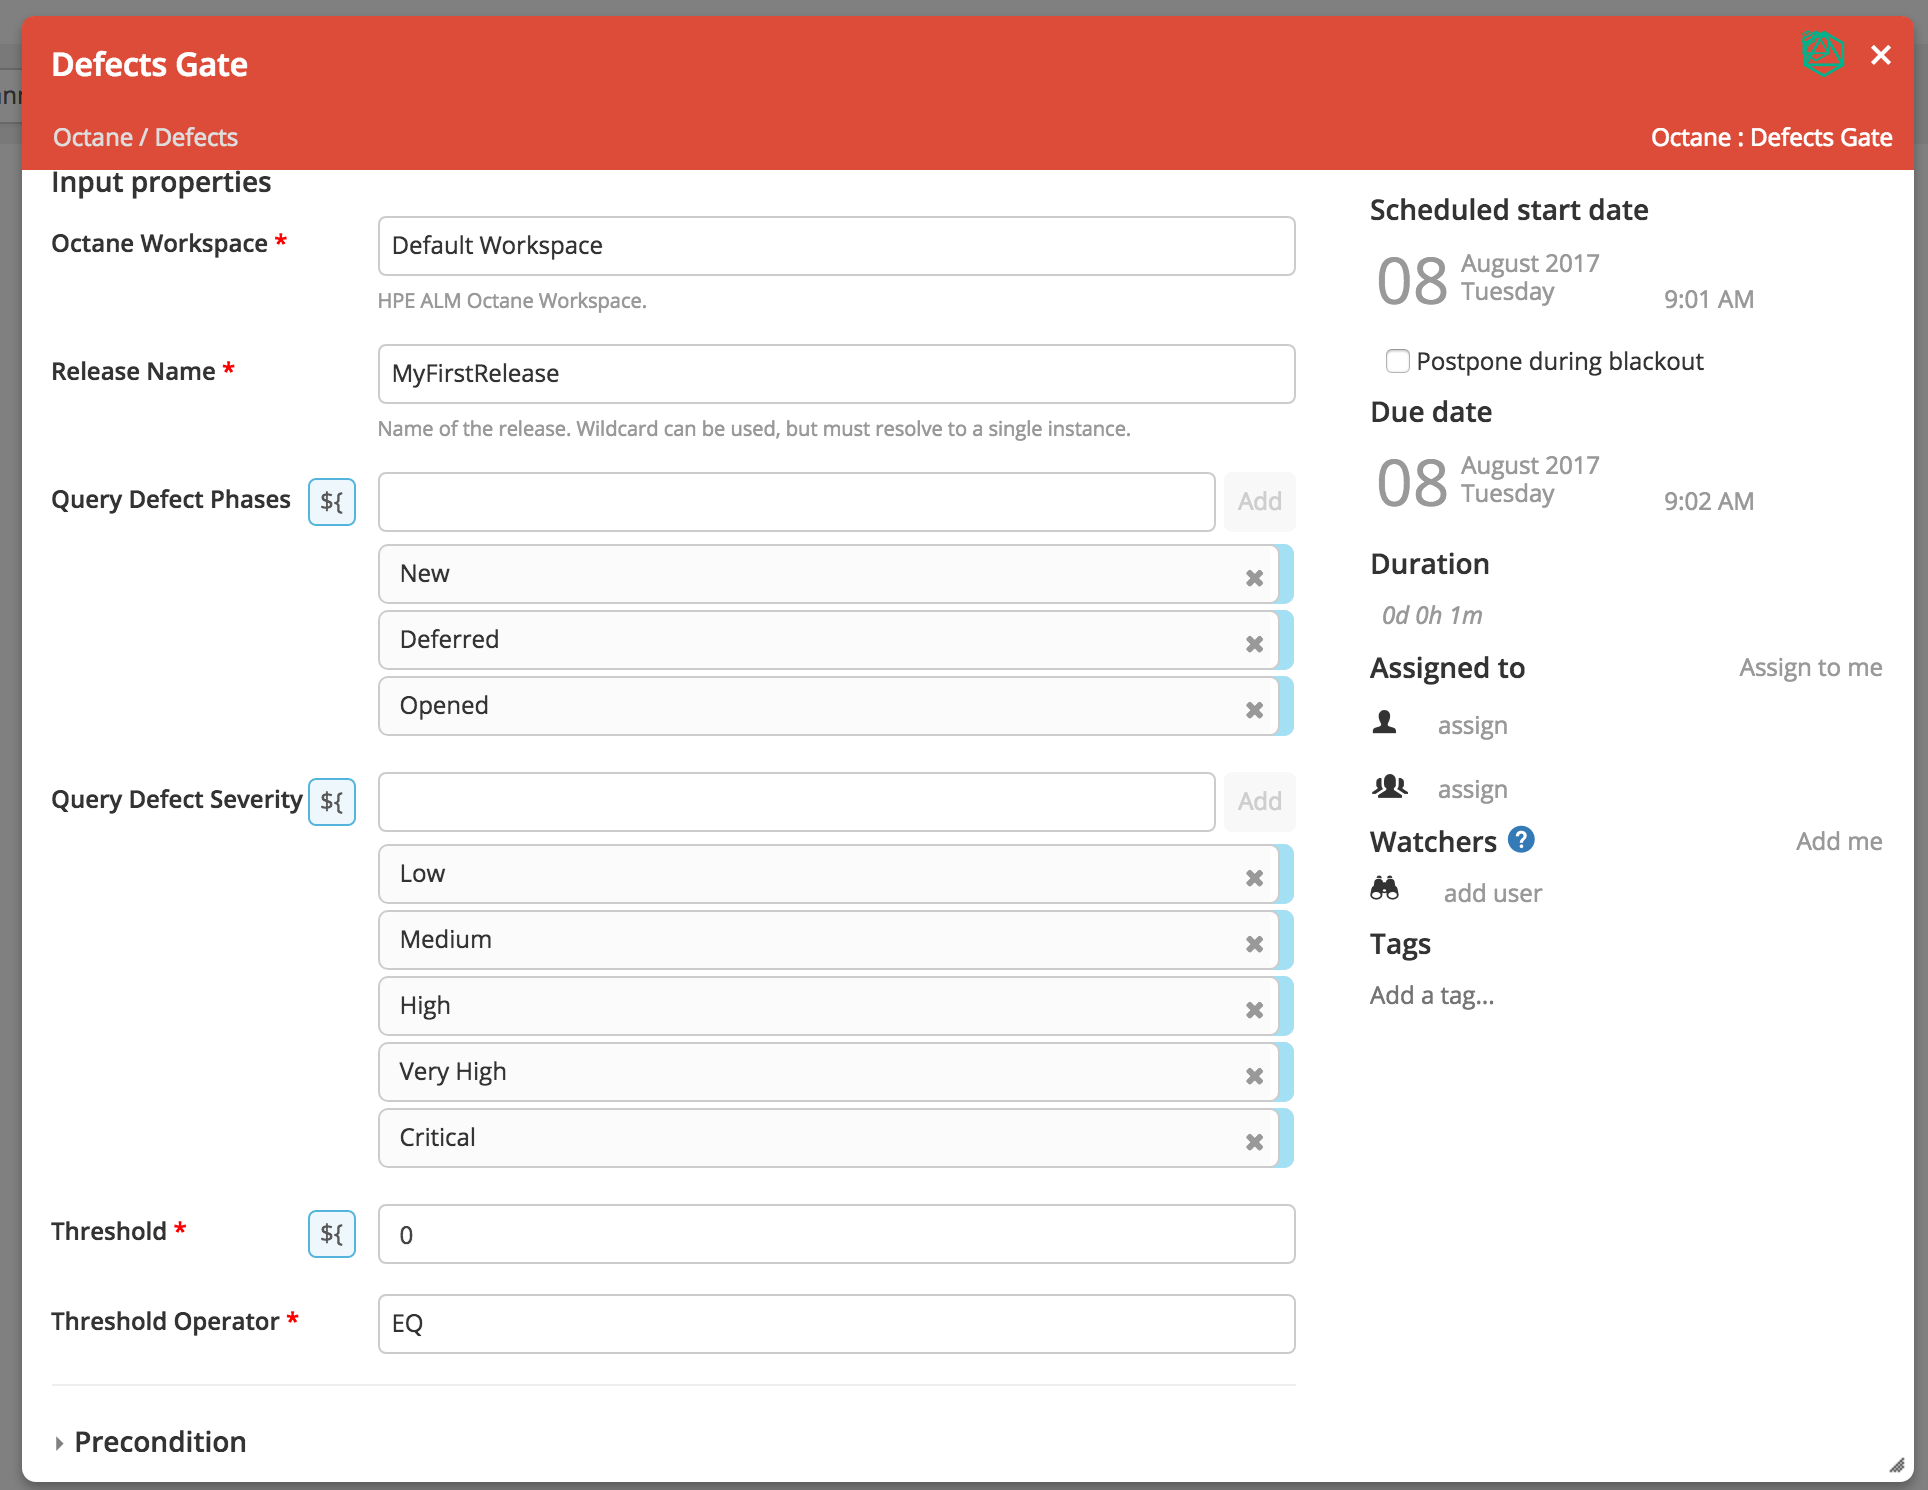 Defects Gate
Octane / Defects
Octane : Defects Gate
Input properties
Octane Workspace *
Default Workspace
HPE ALM Octane Workspace.
Release Name *
MyFirstRelease
Name of the release. Wildcard can be used, but must resolve to a single instance.
Query Defect Phases
${
Add
New
Deferred
Opened
Query Defect Severity
${
Add
Low
Medium
High
Very High
Critical
Threshold *
${
0
Threshold Operator *
EQ
Precondition
Scheduled start date
08
August 2017
Tuesday
9:01 AM
Postpone during blackout
Due date
08
August 2017
Tuesday
9:02 AM
Duration
0d 0h 1m
Assigned to
Assign to me
assign
assign
Watchers ?
Add me
add user
Tags
Add a tag...